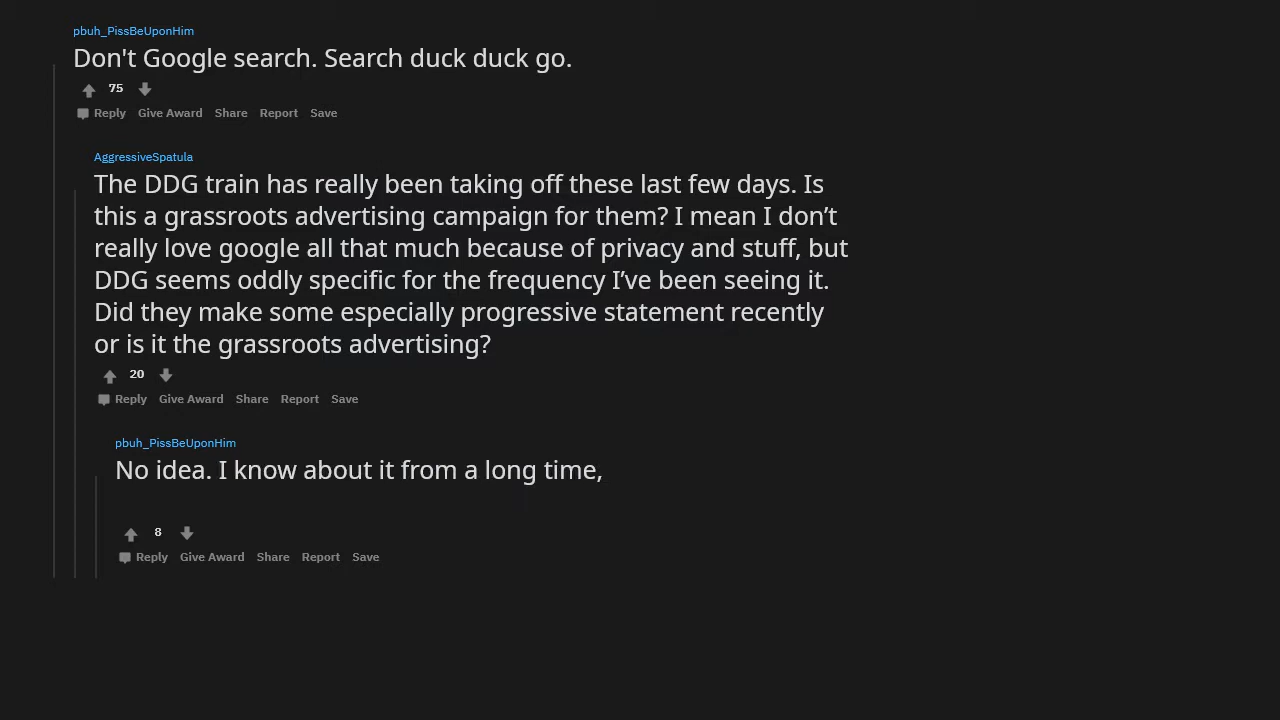 pbuh_PissBeUponHim
Don't Google search. Search duck duck go.
75
Reply Give Award Share Report Save
AggressiveSpatula
The DDG train has really been taking off these last few days. Is
this a grassroots advertising campaign for them? I mean I don’t
really love google all that much because of privacy and stuff, but
DDG seems oddly specific for the frequency I’ve been seeing it.
Did they make some especially progressive statement recently
or is it the grassroots advertising?
20
Reply Give Award Share Report Save
pbuh_PissBeUponHim
No idea. I know about it from a long time,
8
Reply Give Award Share Report Save